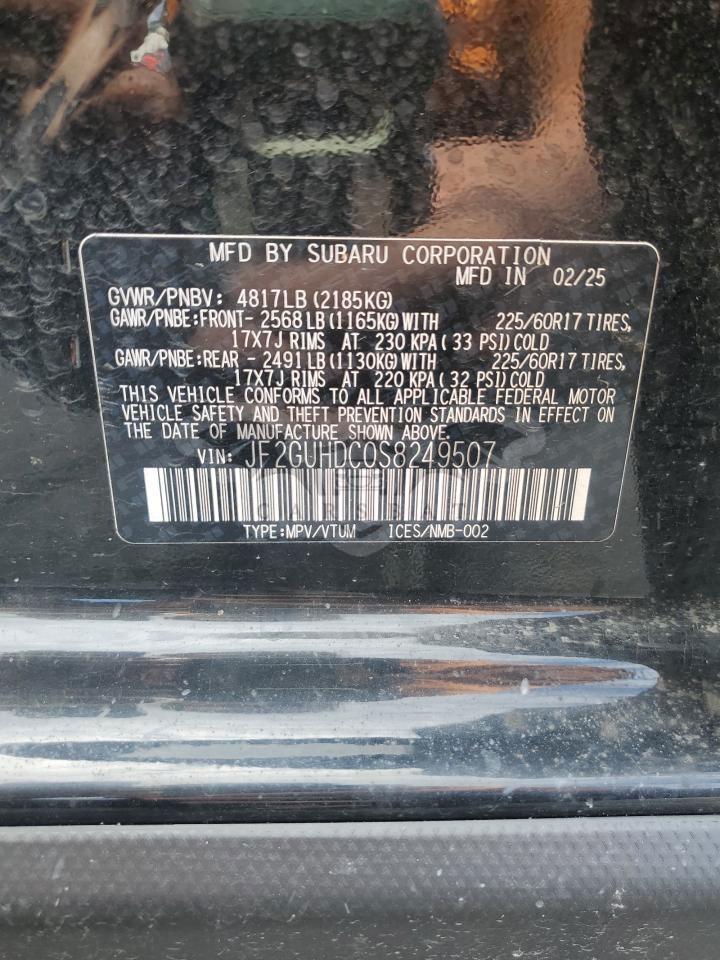 MFD BY SUBARU CORPORATION
MFD IN 02/25
GVWR/PNBV: 4817LB (2185KG)
GAWR/PNBE:FRONT- 2568 LB (1165KG) WITH 225/60R17 TIRES,
17X7J RIMS AT 230 KPA ( 33 PSI) COLD
GAWR/PNBE:REAR - 2491 LB (1130KG) WITH 225/60R17 TIRES,
17X7J RIMS AT 220 KPA ( 32 PSI) COLD
THIS VEHICLE CONFORMS TO ALL APPLICABLE FEDERAL MOTOR
VEHICLE SAFETY AND THEFT PREVENTION STANDARDS IN EFFECT ON
THE DATE OF MANUFACTURE SHOWN ABOVE.
VIN: JF2GUHDC0S8249507
CARSBAT
TYPE:MPV/VTUM ICES/NMB-002